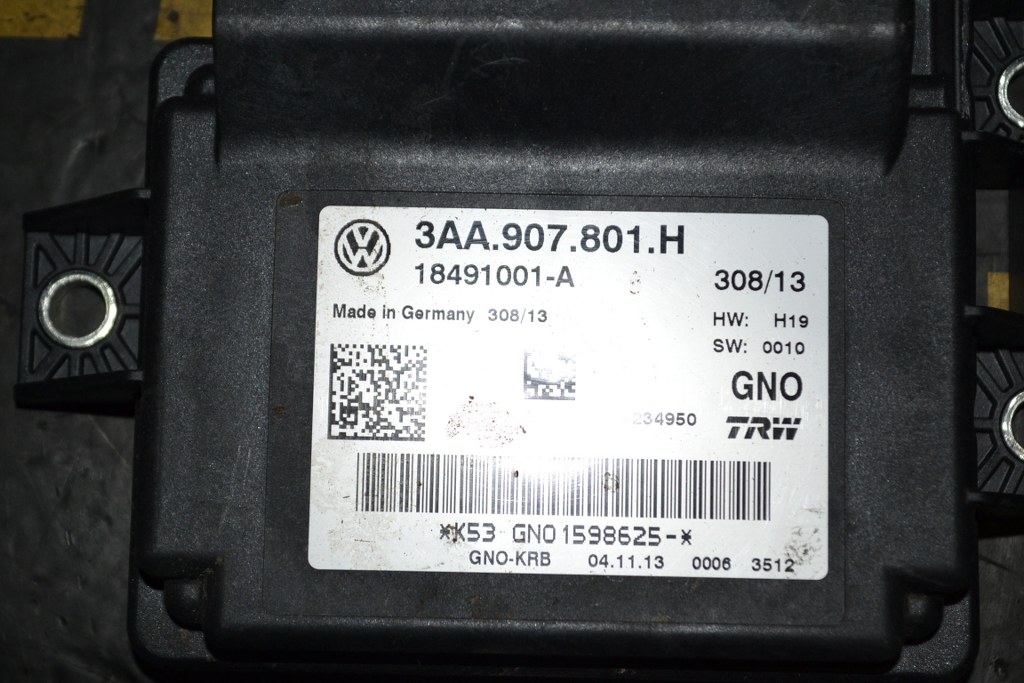 3AA.907.801.H
18491001-A
308/13
Made in Germany 308/13
HW: H19
SW: 0010
GNO
234950
TRW
*K53 GNO1598625-*
GNO-KRB 04.11.13 0006 3512